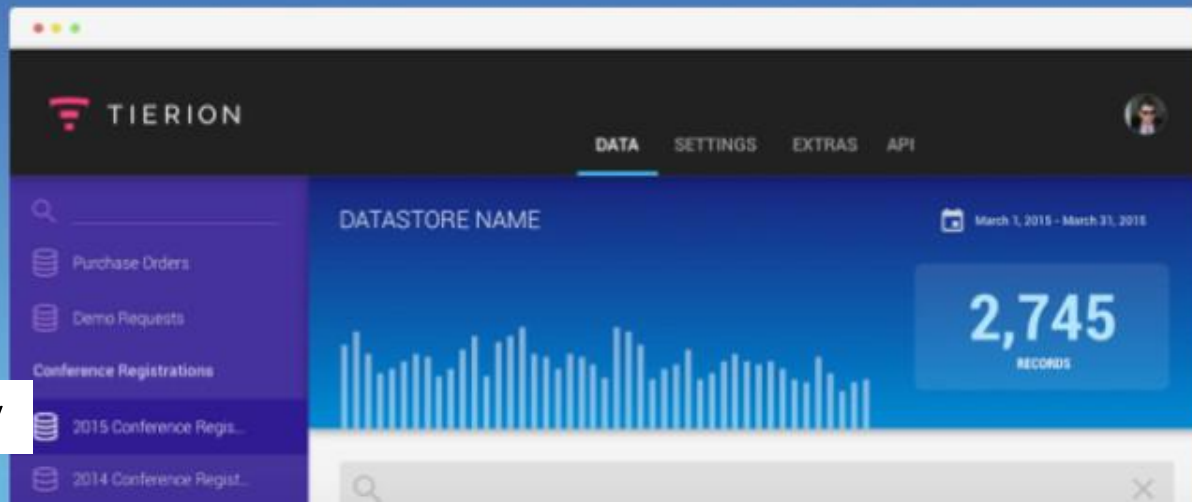 TIERION
DATA SETTINGS EXTRAS API
DATASTORE NAME
March 1, 2015 - March 31, 2015
Purchase Orders
Demo Requests
2,745
RECORDS
Conference Registrations
2015 Conference Regis...
2014 Conference Regist...